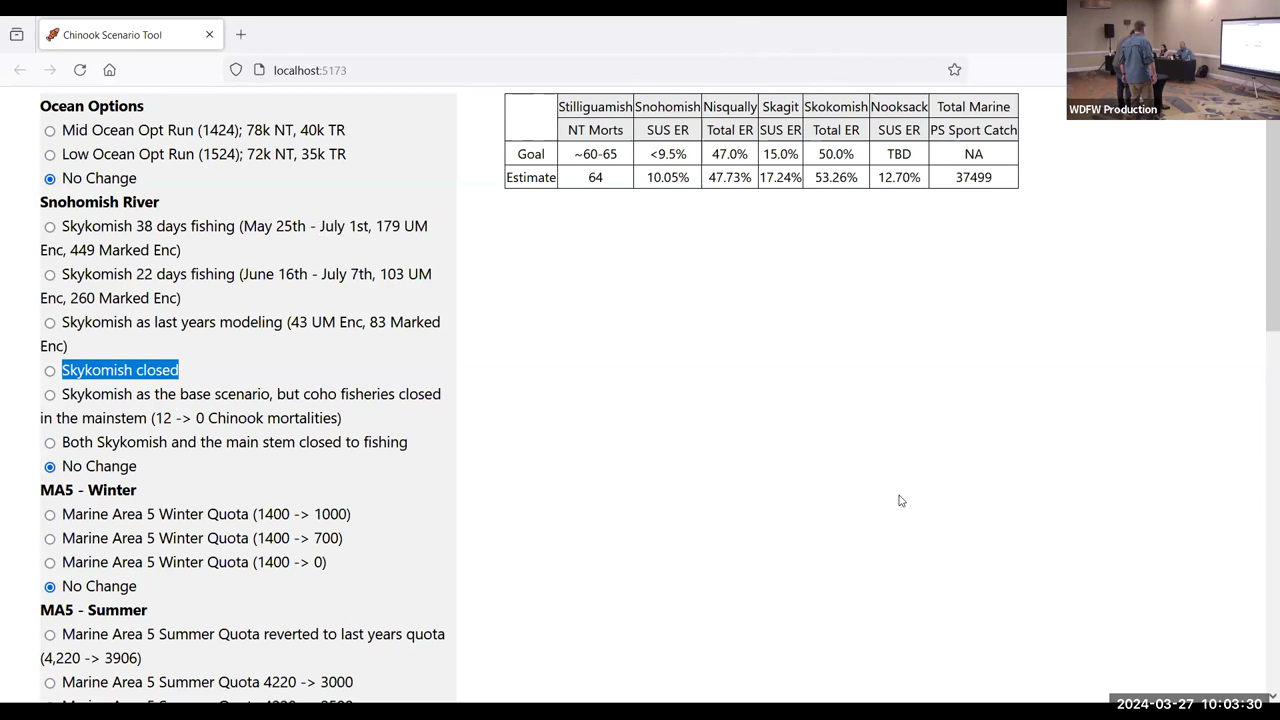 Chinook Scenario Tool
localhost:5173
WDFW Production
Ocean Options
Mid Ocean Opt Run (1424); 78k NT, 40k TR
Low Ocean Opt Run (1524); 72k NT, 35k TR
No Change
Snohomish River
Skykomish 38 days fishing (May 25th - July 1st, 179 UM
Enc, 449 Marked Enc)
Skykomish 22 days fishing (June 16th - July 7th, 103 UM
Enc, 260 Marked Enc)
Skykomish as last years modeling (43 UM Enc, 83 Marked
Enc)
Skykomish closed
Skykomish as the base scenario, but coho fisheries closed
in the mainstem (12 -> 0 Chinook mortalities)
Both Skykomish and the main stem closed to fishing
No Change
MA5 - Winter
Marine Area 5 Winter Quota (1400 -> 1000)
Marine Area 5 Winter Quota (1400 -> 700)
Marine Area 5 Winter Quota (1400 -> 0)
No Change
MA5 - Summer
Marine Area 5 Summer Quota reverted to last years quota
(4,220 -> 3906)
Marine Area 5 Summer Quota 4220 -> 3000
Stilliguamish Snohomish Nisqually Skagit Skokomish Nooksack Total Marine
NT Morts SUS ER Total ER SUS ER Total ER SUS ER PS Sport Catch
Goal ~60-65 <9.5% 47.0% 15.0% 50.0% TBD NA
Estimate 64 10.05% 47.73% 17.24% 53.26% 12.70% 37499
2024-03-27 10:03:30